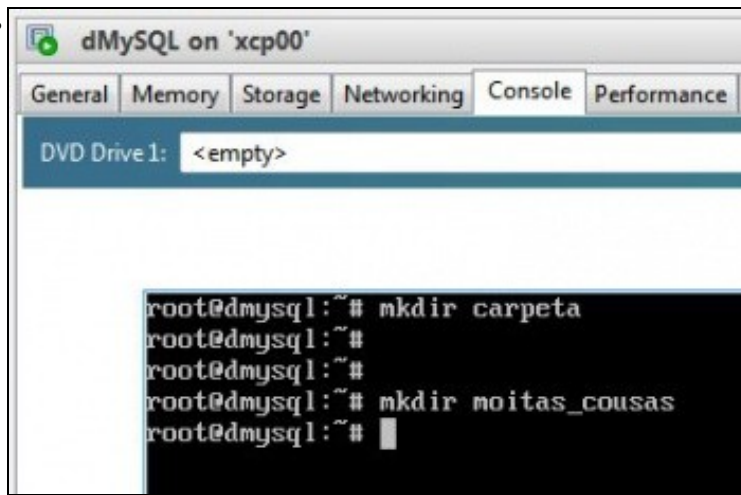 dMySQL on 'xcp00'
General Memory Storage Networking Console Performance
DVD Drive 1: <empty>
root@dmysql:~# mkdir carpeta
root@dmysql:~#
root@dmysql:~#
root@dmysql:~# mkdir moitas_cousas
root@dmysql:~#